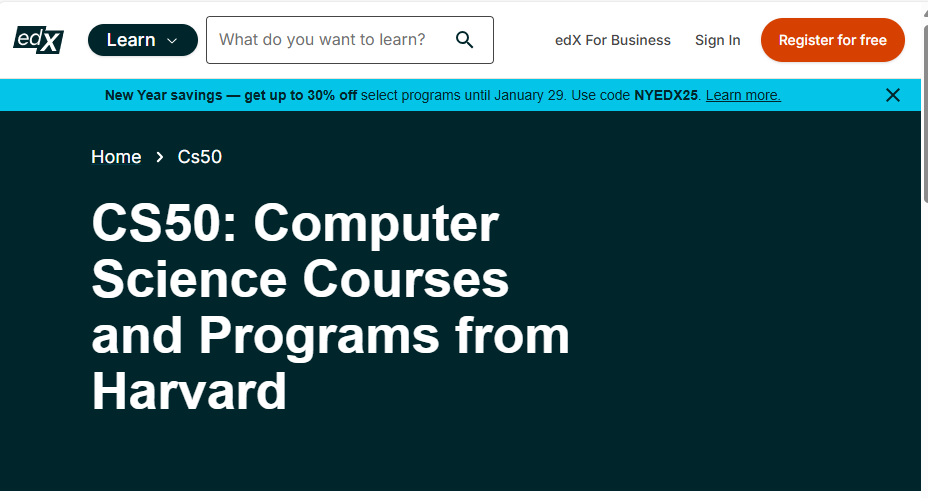 edX
Learn
What do you want to learn?
edX For Business
Sign In
Register for free
New Year savings — get up to 30% off select programs until January 29. Use code NYEDX25. Learn more.
Home > Cs50
CS50: Computer
Science Courses
and Programs from
Harvard